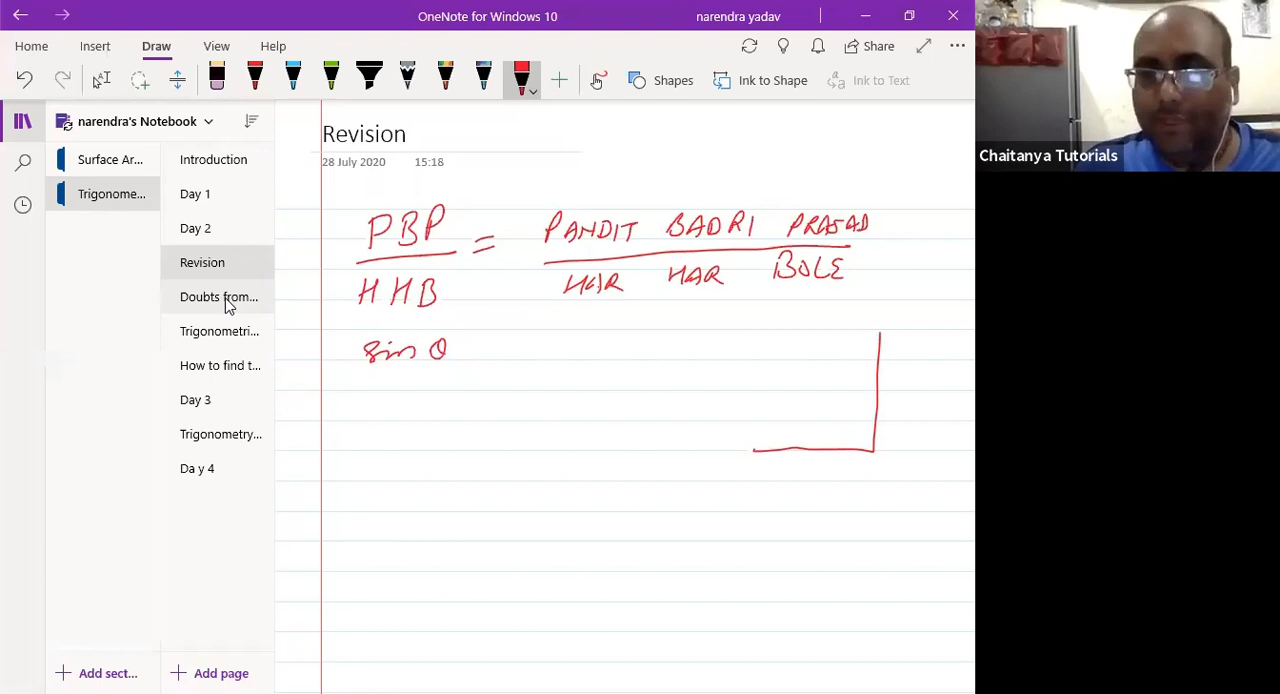 OneNote for Windows 10
narendra yadav
Home Insert Draw View Help
Share
Shapes
Ink to Shape
Ink to Text
narendra's Notebook
Surface Ar...
Trigonome...
Introduction
Day 1
Day 2
Revision
Doubts from...
Trigonometri...
How to find t...
Day 3
Trigonometry...
Da y 4
Add sect...
Add page
Revision
28 July 2020 15:18
PBP = PANDIT BADRI PRASAD
HHB HAR HAR BOLE
sin θ
Chaitanya Tutorials